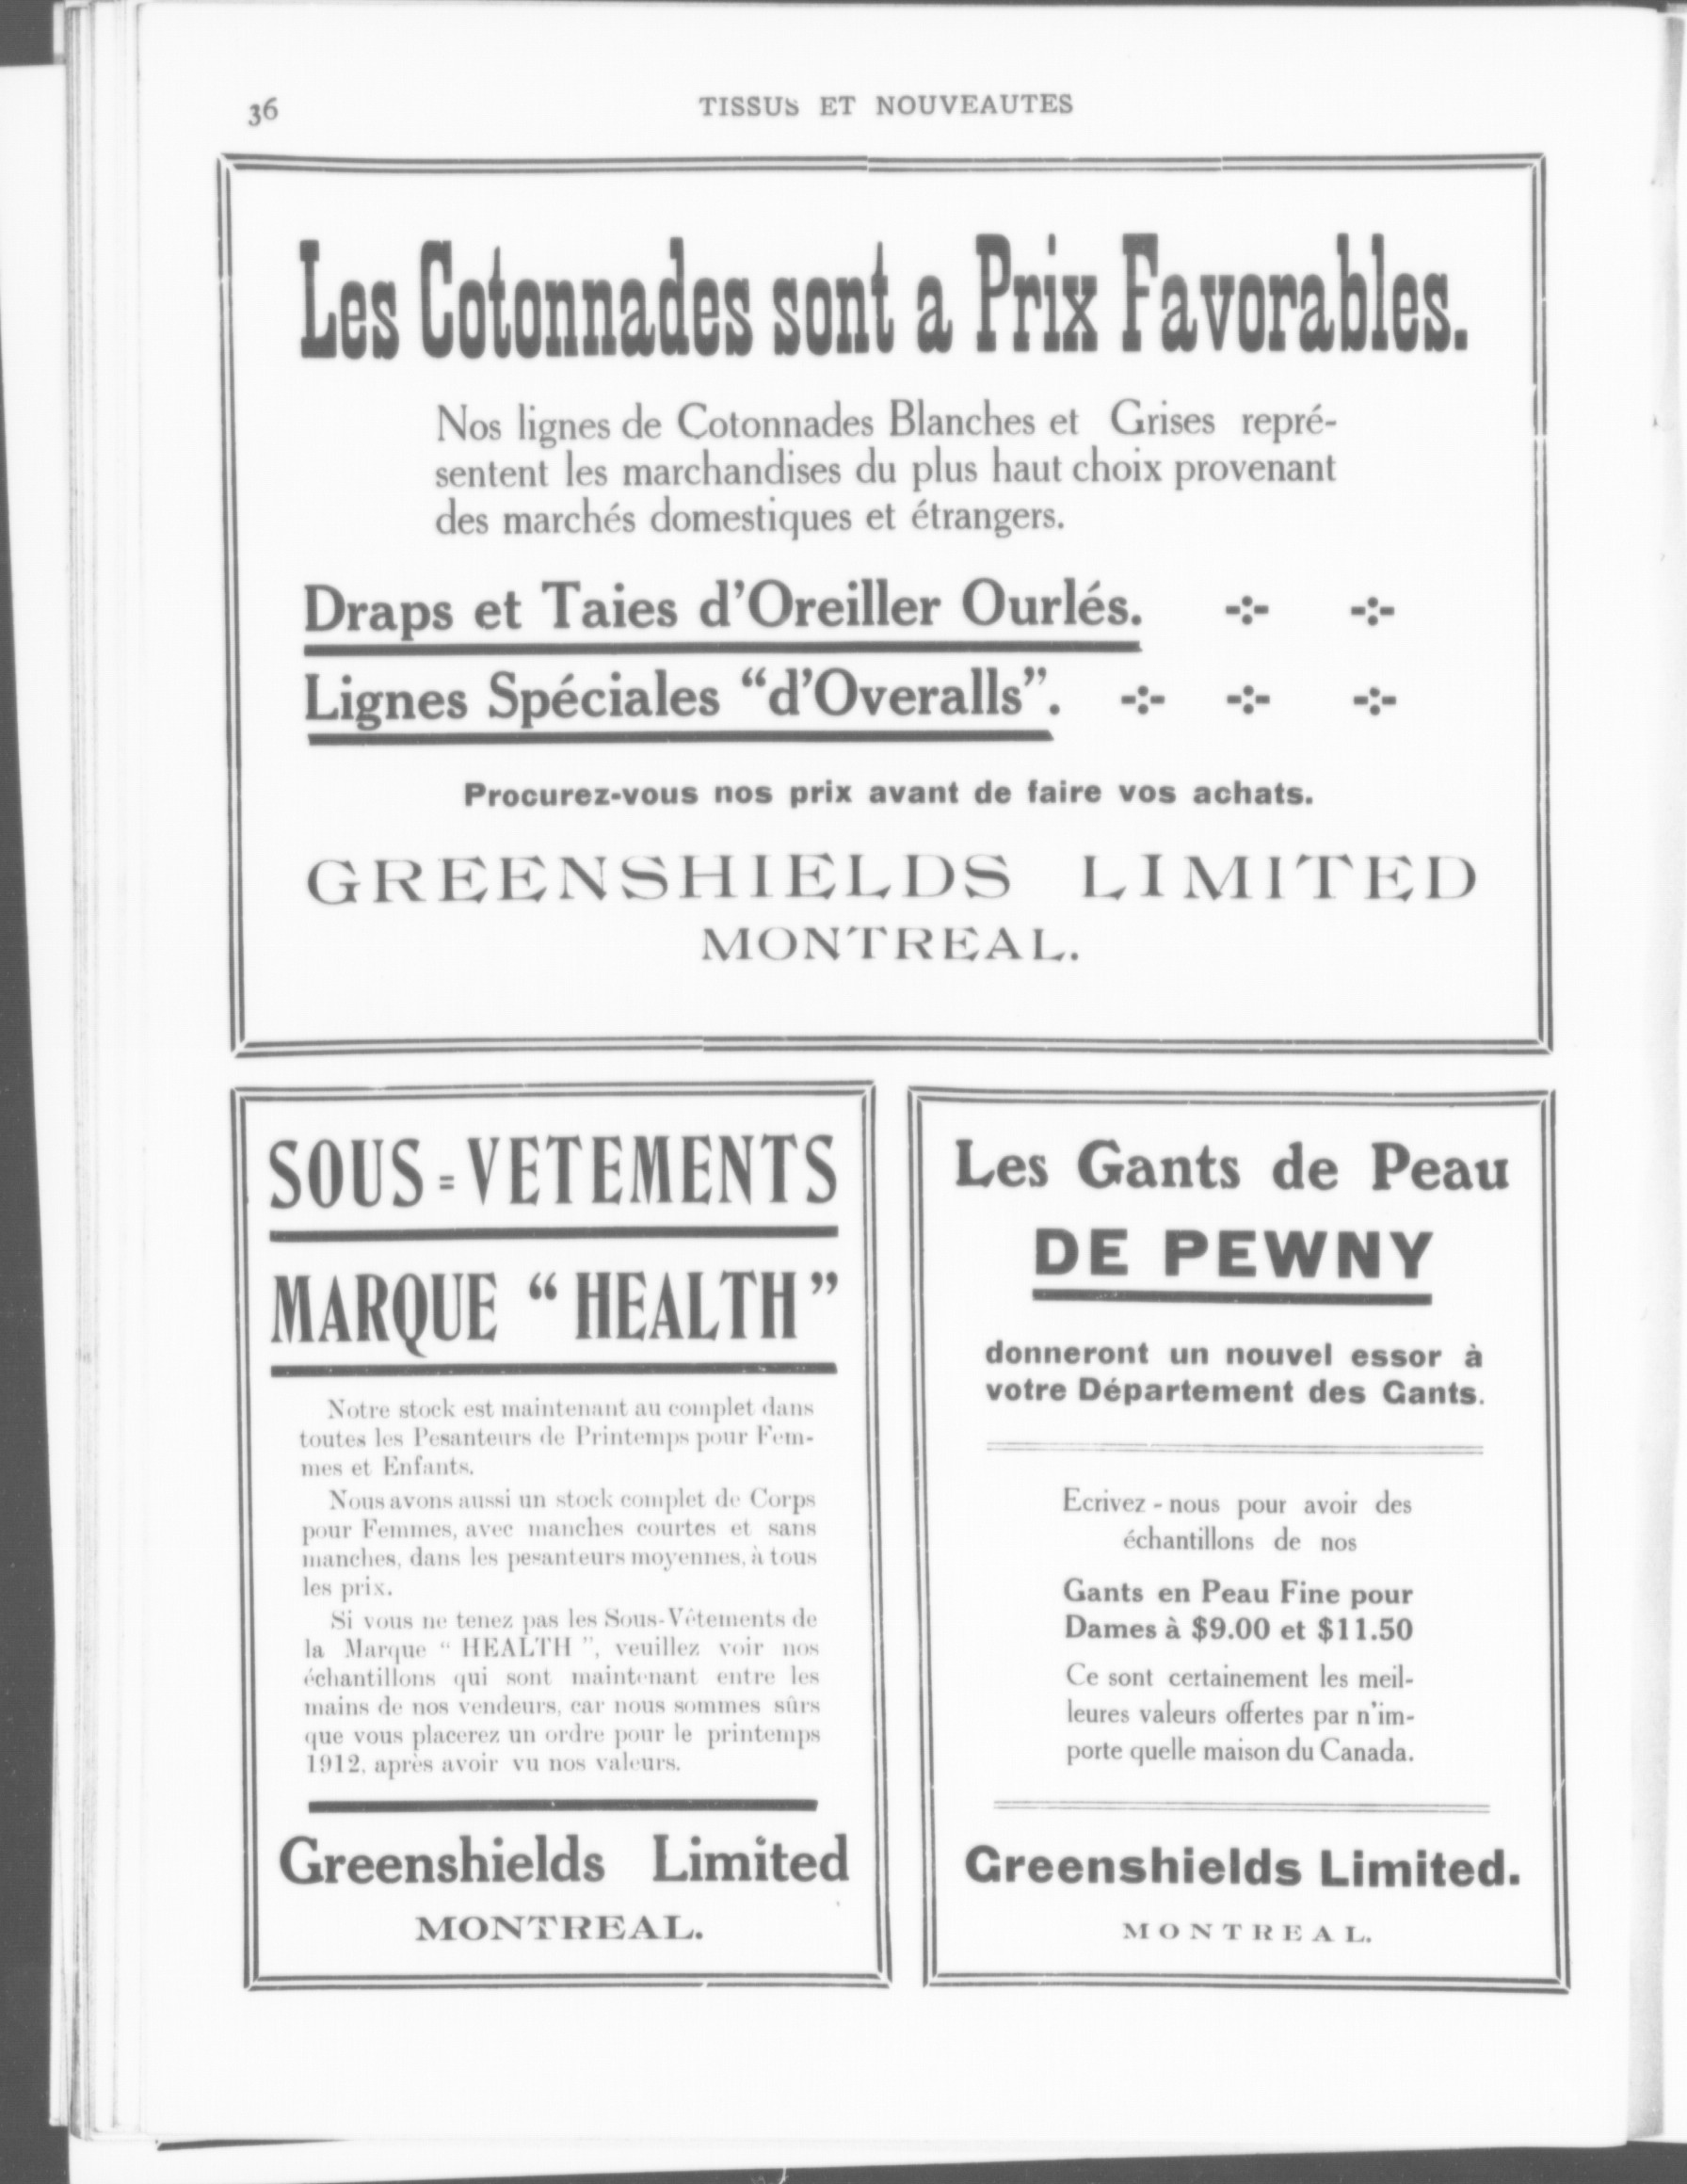 36
TISSUS ET NOUVEAUTES
Les Cotonnades sont a Prix Favorables.
Nos lignes de Cotonnades Blanches et Grises repré-
sentent les marchandises du plus haut choix provenant
des marchés domestiques et étrangers.
Draps et Taies d'Oreiller Ourlés.
Lignes Spéciales "d'Overalls".
Procurez-vous nos prix avant de faire vos achats.
GREENSHIELDS LIMITED
MONTREAL.
SOUS=VETEMENTS
MARQUE "HEALTH"
Notre stock est maintenant au complet dans
toutes les Pesanteurs de Printemps pour Fem-
mes et Enfants.
Nous avons aussi un stock complet de Corps
pour Femmes, avec manches courtes et sans
manches, dans les pesanteurs moyennes, à tous
les prix.
Si vous ne tenez pas les Sous-Vêtements de
la Marque "HEALTH", veuillez voir nos
échantillons qui sont maintenant entre les
mains de nos vendeurs, car nous sommes sûrs
que vous placerez un ordre pour le printemps
1912, après avoir vu nos valeurs.
Greenshields Limited
MONTREAL.
Les Gants de Peau
DE PEWNY
donneront un nouvel essor à
votre Département des Gants.
Ecrivez-nous pour avoir des
échantillons de nos
Gants en Peau Fine pour
Dames à $9.00 et $11.50
Ce sont certainement les meil-
leures valeurs offertes par n'im-
porte quelle maison du Canada.
Greenshields Limited.
MONTREAL.